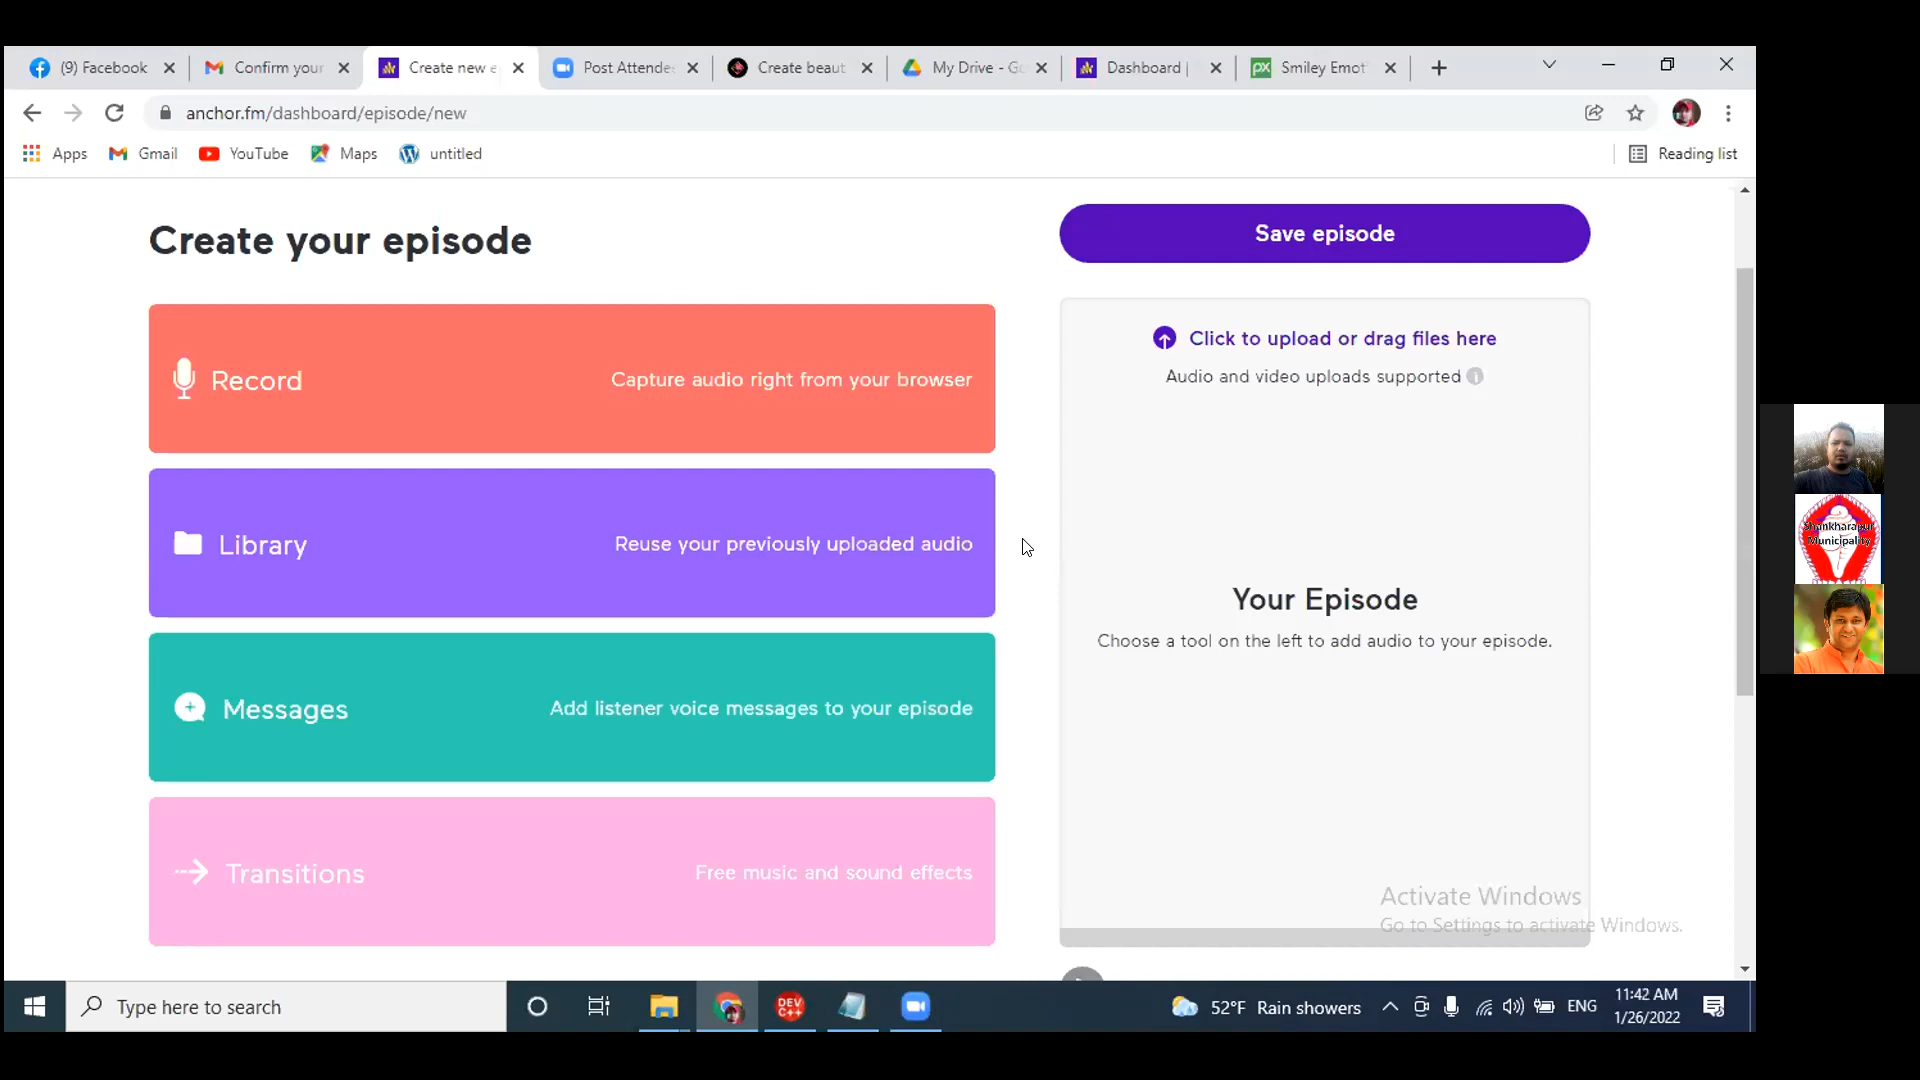 (9) Facebook
Confirm your
Create new e
Post Attende
Create beaut
My Drive - Go
Dashboard |
Smiley Emot
anchor.fm/dashboard/episode/new
Apps
Gmail
YouTube
Maps
untitled
Reading list
Create your episode
Save episode
Record
Capture audio right from your browser
Library
Reuse your previously uploaded audio
Messages
Add listener voice messages to your episode
Transitions
Free music and sound effects
Click to upload or drag files here
Audio and video uploads supported
Your Episode
Choose a tool on the left to add audio to your episode.
Activate Windows
Go to Settings to activate Windows.
Shankharapur
Municipality
Type here to search
DEV
C++
52°F Rain showers
ENG
11:42 AM
1/26/2022